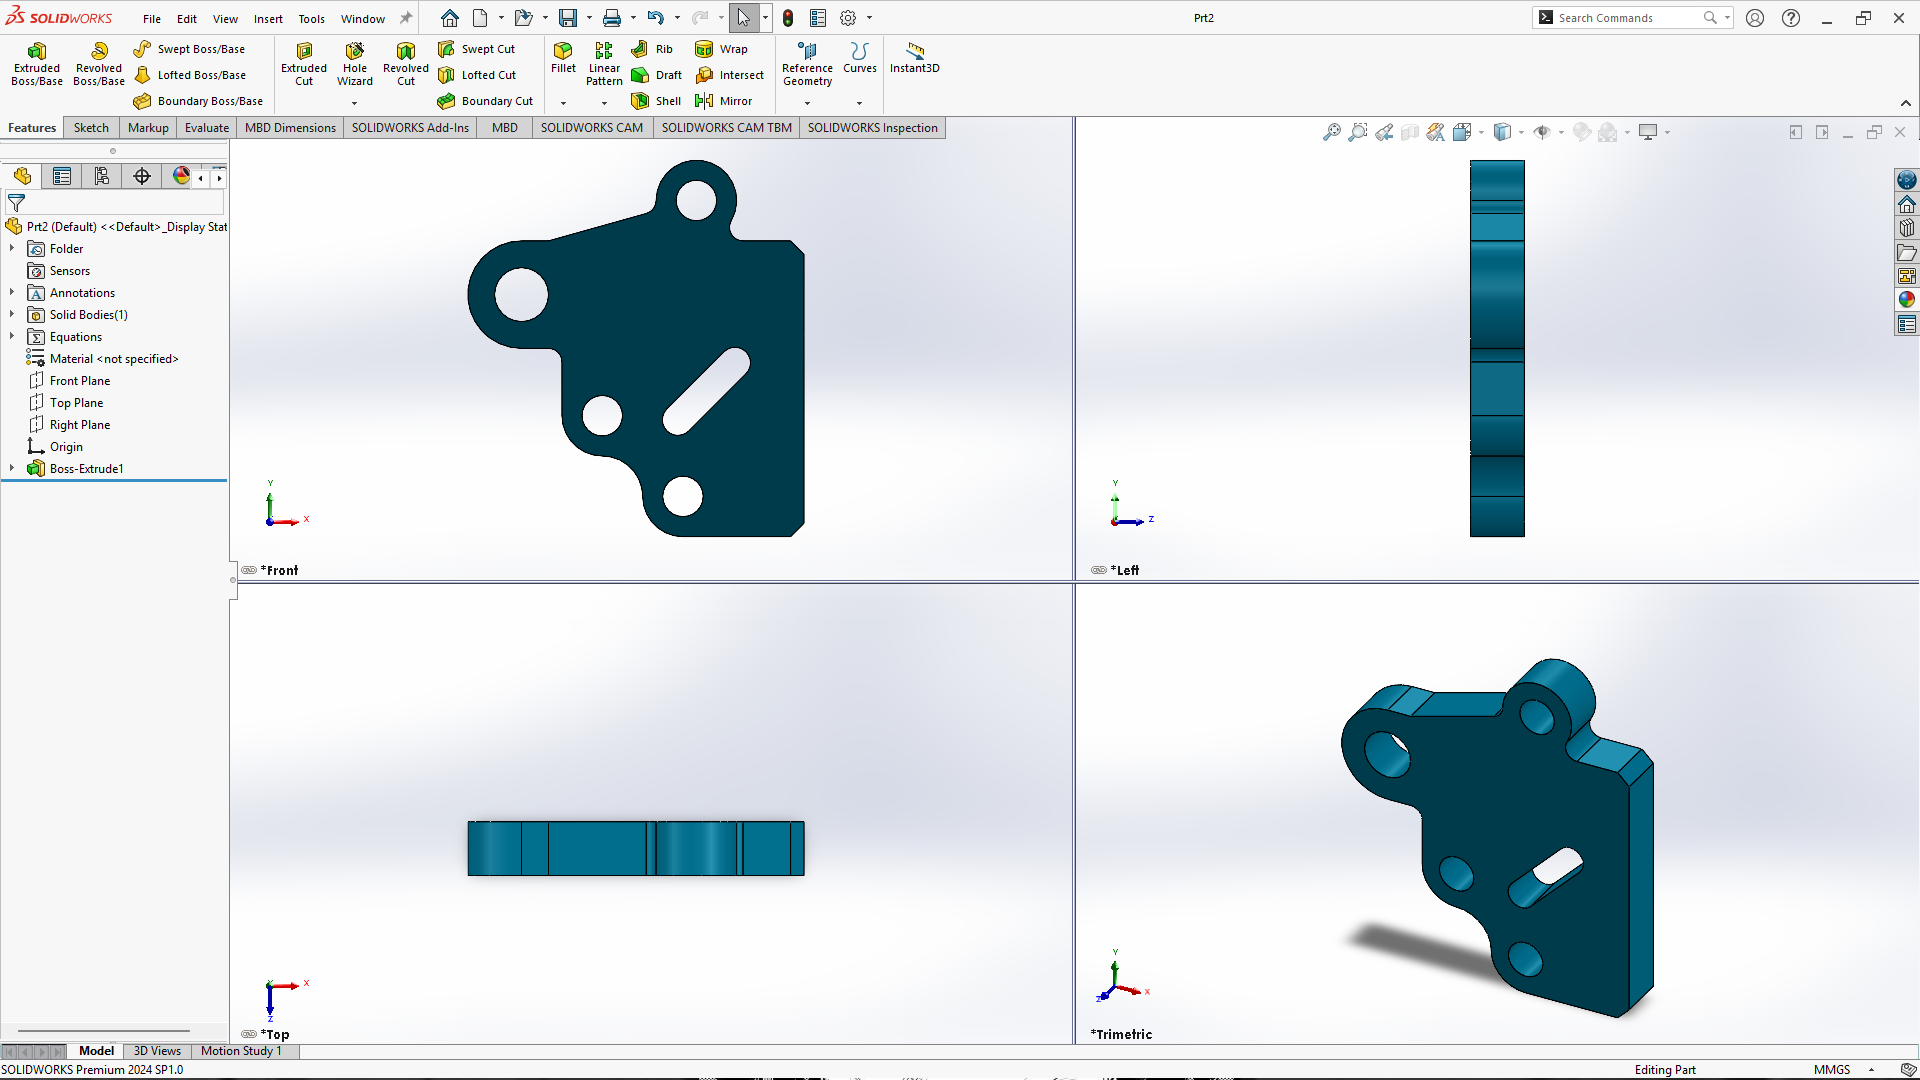 SOLIDWORKS File Edit View Insert Tools Window Prt2 Search Commands
Extruded Boss/Base
Revolved Boss/Base
Swept Boss/Base
Lofted Boss/Base
Boundary Boss/Base
Extruded Cut
Hole Wizard
Revolved Cut
Swept Cut
Lofted Cut
Boundary Cut
Fillet
Linear Pattern
Rib
Draft
Shell
Wrap
Intersect
Mirror
Reference Geometry
Curves
Instant3D
Features Sketch Markup Evaluate MBD Dimensions SOLIDWORKS Add-Ins MBD SOLIDWORKS CAM SOLIDWORKS CAM TBM SOLIDWORKS Inspection
Prt2 (Default) <<Default>_Display Stat
Folder
Sensors
Annotations
Solid Bodies(1)
Equations
Material <not specified>
Front Plane
Top Plane
Right Plane
Origin
Boss-Extrude1
Y
X
*Front
Y
Z
*Left
Y
X
Z
*Top
Y
X
Z
*Trimetric
Model 3D Views Motion Study 1
SOLIDWORKS Premium 2024 SP1.0 Editing Part MMGS